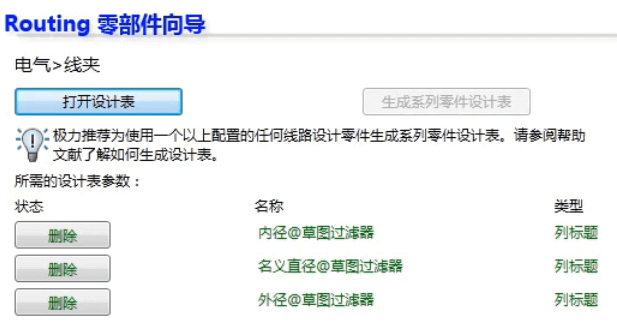 Routing 零部件向导
电气>线夹
打开设计表 生成系列零件设计表
极力推荐为使用一个以上配置的任何线路设计零件生成系列零件设计表。请参阅帮助
文献了解如何生成设计表。
所需的设计表参数：
状态 名称 类型
删除 内径@草图过滤器 列标题
删除 名义直径@草图过滤器 列标题
删除 外径@草图过滤器 列标题